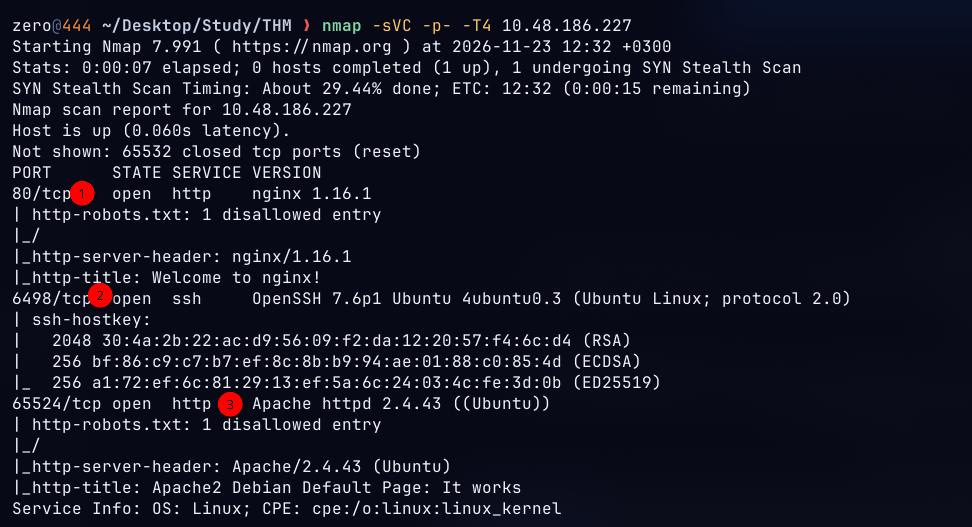 zero@444 ~/Desktop/Study/THM ❯ nmap -sVC -p- -T4 10.48.186.227
Starting Nmap 7.991 ( https://nmap.org ) at 2026-11-23 12:32 +0300
Stats: 0:00:07 elapsed; 0 hosts completed (1 up), 1 undergoing SYN Stealth Scan
SYN Stealth Scan Timing: About 29.44% done; ETC: 12:32 (0:00:15 remaining)
Nmap scan report for 10.48.186.227
Host is up (0.060s latency).
Not shown: 65532 closed tcp ports (reset)
PORT      STATE SERVICE VERSION
80/tcp 1 open  http    nginx 1.16.1
| http-robots.txt: 1 disallowed entry
|_/
|_http-server-header: nginx/1.16.1
|_http-title: Welcome to nginx!
6498/tcp 2 open  ssh     OpenSSH 7.6p1 Ubuntu 4ubuntu0.3 (Ubuntu Linux; protocol 2.0)
| ssh-hostkey:
|   2048 30:4a:2b:22:ac:d9:56:09:f2:da:12:20:57:f4:6c:d4 (RSA)
|   256 bf:86:c9:c7:b7:ef:8c:8b:b9:94:ae:01:88:c0:85:4d (ECDSA)
|_  256 a1:72:ef:6c:81:29:13:ef:5a:6c:24:03:4c:fe:3d:0b (ED25519)
65524/tcp open  http 3 Apache httpd 2.4.43 ((Ubuntu))
| http-robots.txt: 1 disallowed entry
|_/
|_http-server-header: Apache/2.4.43 (Ubuntu)
|_http-title: Apache2 Debian Default Page: It works
Service Info: OS: Linux; CPE: cpe:/o:linux:linux_kernel